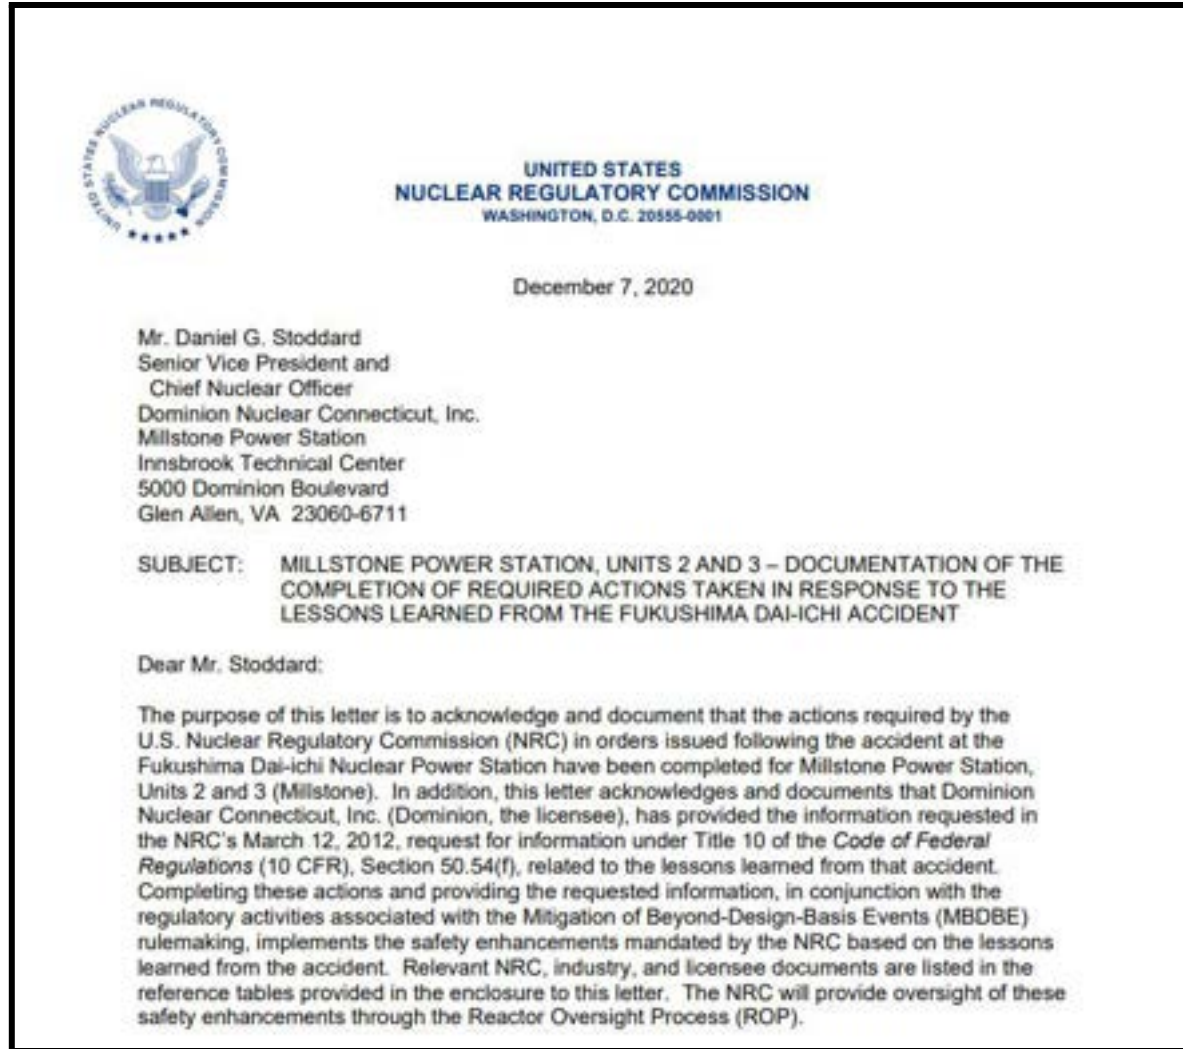 UNITED STATES NUCLEAR REGULATORY COMMISSION
UNITED STATES
NUCLEAR REGULATORY COMMISSION
WASHINGTON, D.C. 20555-0001
December 7, 2020
Mr. Daniel G. Stoddard
Senior Vice President and
Chief Nuclear Officer
Dominion Nuclear Connecticut, Inc.
Millstone Power Station
Innsbrook Technical Center
5000 Dominion Boulevard
Glen Allen, VA 23060-6711
SUBJECT: MILLSTONE POWER STATION, UNITS 2 AND 3 – DOCUMENTATION OF THE
COMPLETION OF REQUIRED ACTIONS TAKEN IN RESPONSE TO THE
LESSONS LEARNED FROM THE FUKUSHIMA DAI-ICHI ACCIDENT
Dear Mr. Stoddard:
The purpose of this letter is to acknowledge and document that the actions required by the
U.S. Nuclear Regulatory Commission (NRC) in orders issued following the accident at the
Fukushima Dai-ichi Nuclear Power Station have been completed for Millstone Power Station,
Units 2 and 3 (Millstone). In addition, this letter acknowledges and documents that Dominion
Nuclear Connecticut, Inc. (Dominion, the licensee), has provided the information requested in
the NRC's March 12, 2012, request for information under Title 10 of the Code of Federal
Regulations (10 CFR), Section 50.54(f), related to the lessons learned from that accident.
Completing these actions and providing the requested information, in conjunction with the
regulatory activities associated with the Mitigation of Beyond-Design-Basis Events (MBDBE)
rulemaking, implements the safety enhancements mandated by the NRC based on the lessons
learned from the accident. Relevant NRC, industry, and licensee documents are listed in the
reference tables provided in the enclosure to this letter. The NRC will provide oversight of these
safety enhancements through the Reactor Oversight Process (ROP).